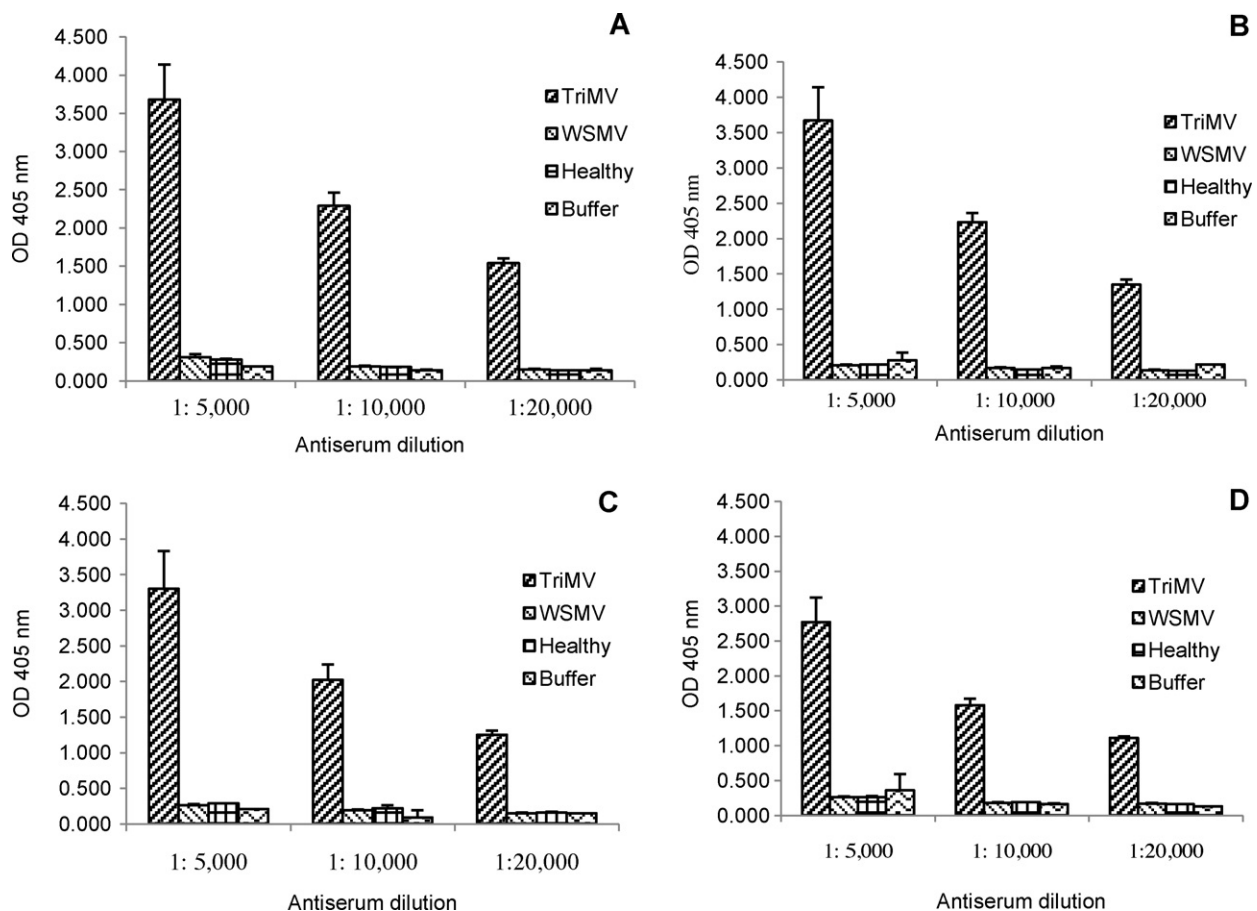 A
4.500
4.000
3.500
3.000
2.500
2.000
1.500
1.000
0.500
0.000
OD 405 nm
TriMV
WSMV
Healthy
Buffer
1: 5,000
1: 10,000
1:20,000
Antiserum dilution
B
4.500
4.000
3.500
3.000
2.500
2.000
1.500
1.000
0.500
0.000
OD 405 nm
TriMV
WSMV
Healthy
Buffer
1: 5,000
1: 10,000
1:20,000
Antiserum dilution
C
4.500
4.000
3.500
3.000
2.500
2.000
1.500
1.000
0.500
0.000
OD 405 nm
TriMV
WSMV
Healthy
Buffer
1: 5,000
1: 10,000
1:20,000
Antiserum dilution
D
4.500
4.000
3.500
3.000
2.500
2.000
1.500
1.000
0.500
0.000
OD 405 nm
TriMV
WSMV
Healthy
Buffer
1: 5,000
1: 10,000
1:20,000
Antiserum dilution